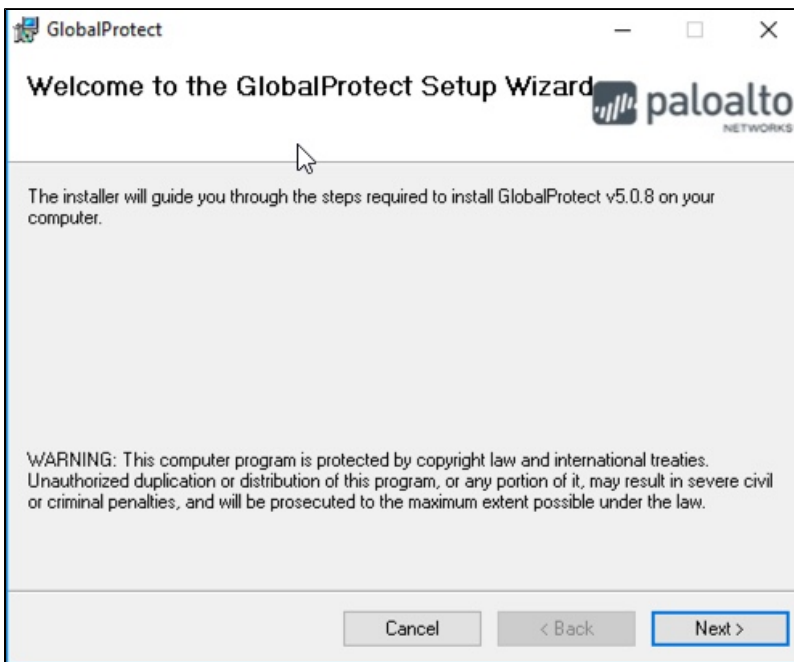 GlobalProtect
Welcome to the GlobalProtect Setup Wizard
paloalto
NETWORKS
The installer will guide you through the steps required to install GlobalProtect v5.0.8 on your
computer.
WARNING: This computer program is protected by copyright law and international treaties.
Unauthorized duplication or distribution of this program, or any portion of it, may result in severe civil
or criminal penalties, and will be prosecuted to the maximum extent possible under the law.
Cancel < Back Next >